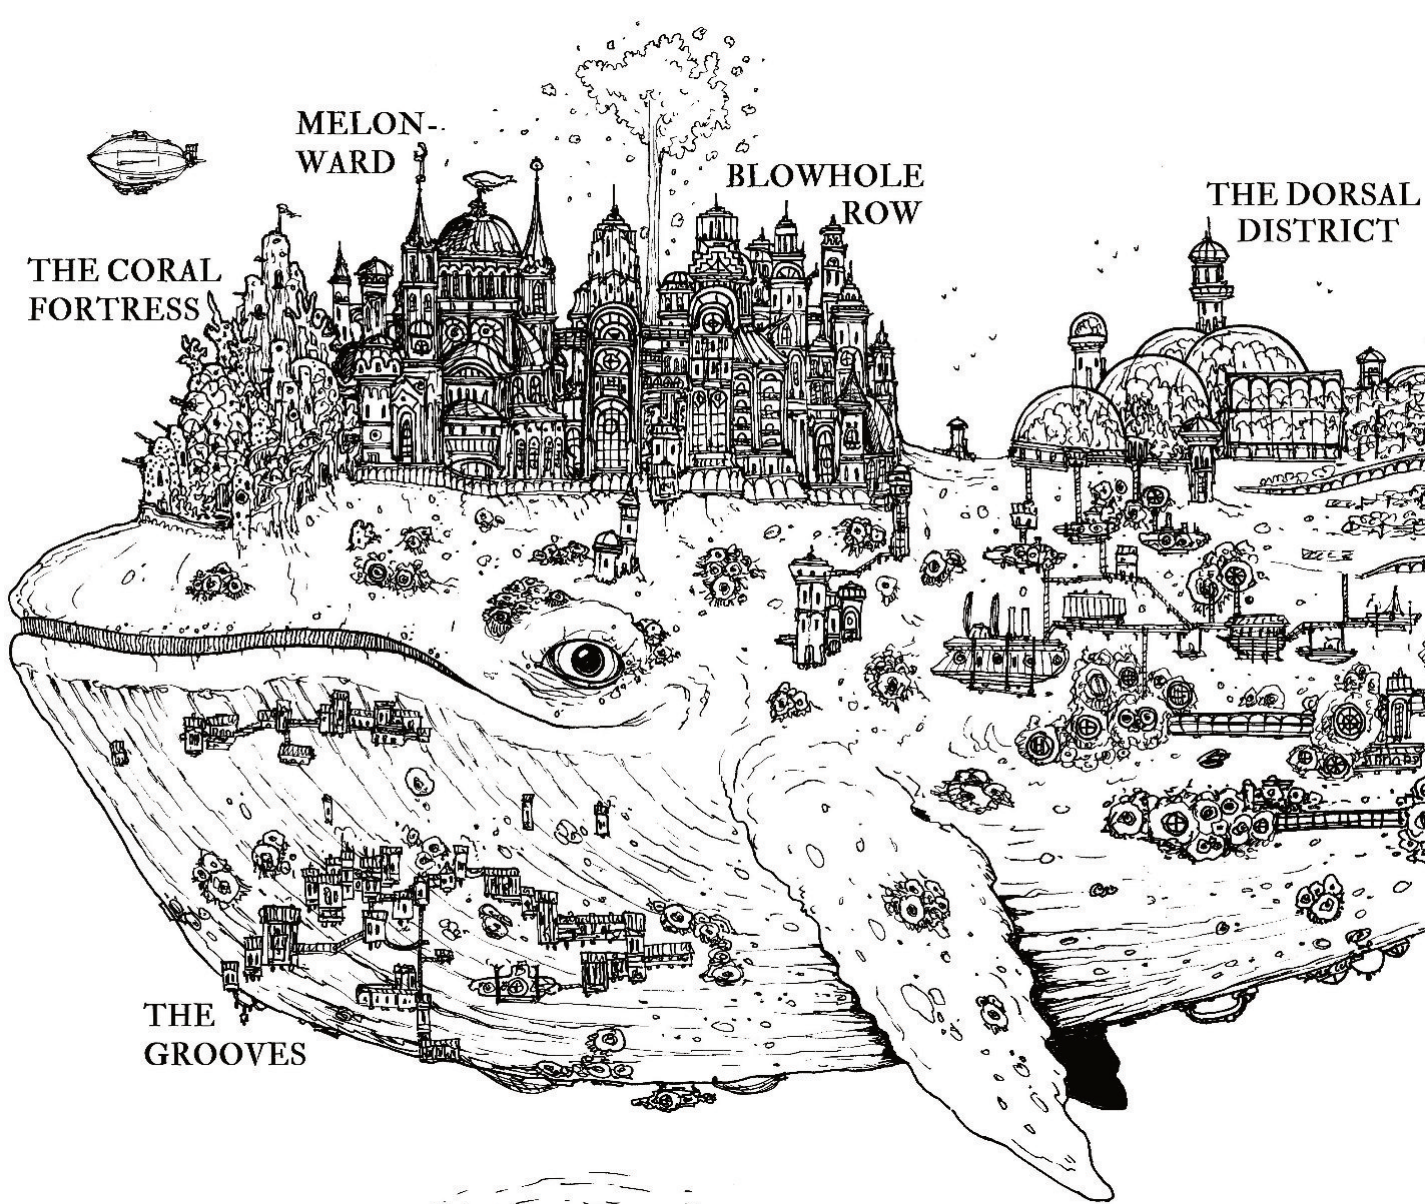 MELON-
WARD
BLOWHOLE
ROW
THE DORSAL
DISTRICT
THE CORAL
FORTRESS
THE
GROOVES